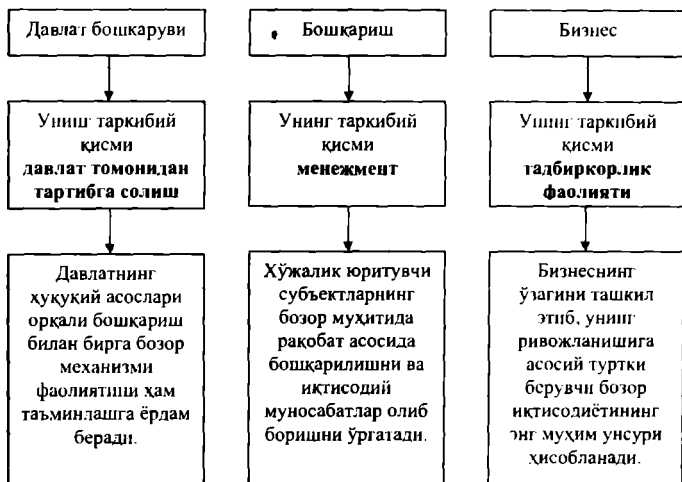 Давлат бошкаруви
Унинг таркибий
қисми
давлат томонидан
тартибга солиш
Давлатнинг
ҳуқуқий асослари
орқали бошқариш
билан бирга бозор
механизми
фаолиятини ҳам
таъминлашга ёрдам
беради.
Бошқариш
Унинг таркибий
қисми
менежмент
Хўжалик юритувчи
субъектларнинг
бозор муҳитида
рақобат асосида
бошқарилишни ва
иқтисодий
муносабатлар олиб
боришни ўргатади.
Бизнес
Унинг таркибий
қисми
тадбиркорлик
фаолияти
Бизнеснинг
ўзагини ташкил
этиб, унинг
ривожланишига
асосий туртки
берувчи бозор
иқтисодиётининг
энг муҳим унсури
ҳисобланади.